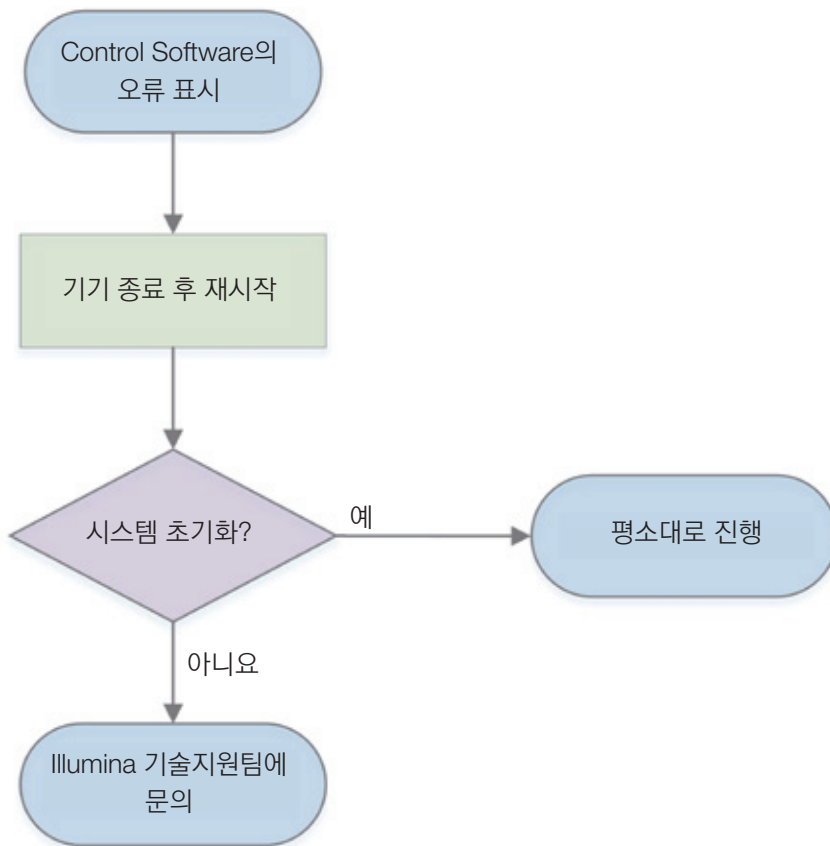 Control Software의
오류 표시
기기 종료 후 재시작
시스템 초기화?
예
평소대로 진행
아니요
Illumina 기술지원팀에
문의